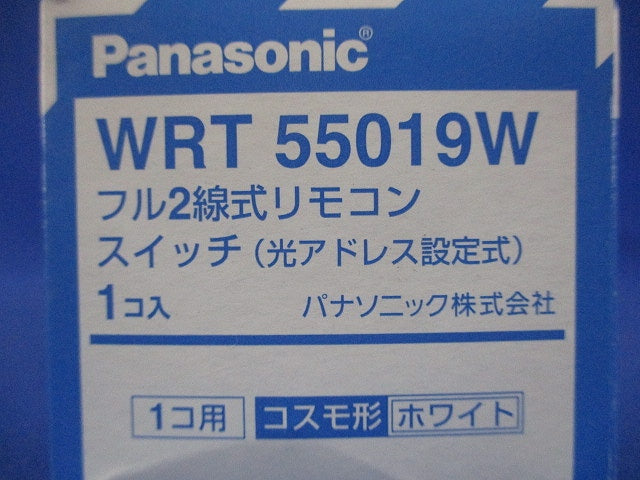 Panasonic®
WRT 55019W
フル2線式リモコン
スイッチ（光アドレス設定式）
1コ入 パナソニック株式会社
1コ用 コスモ形 ホワイト